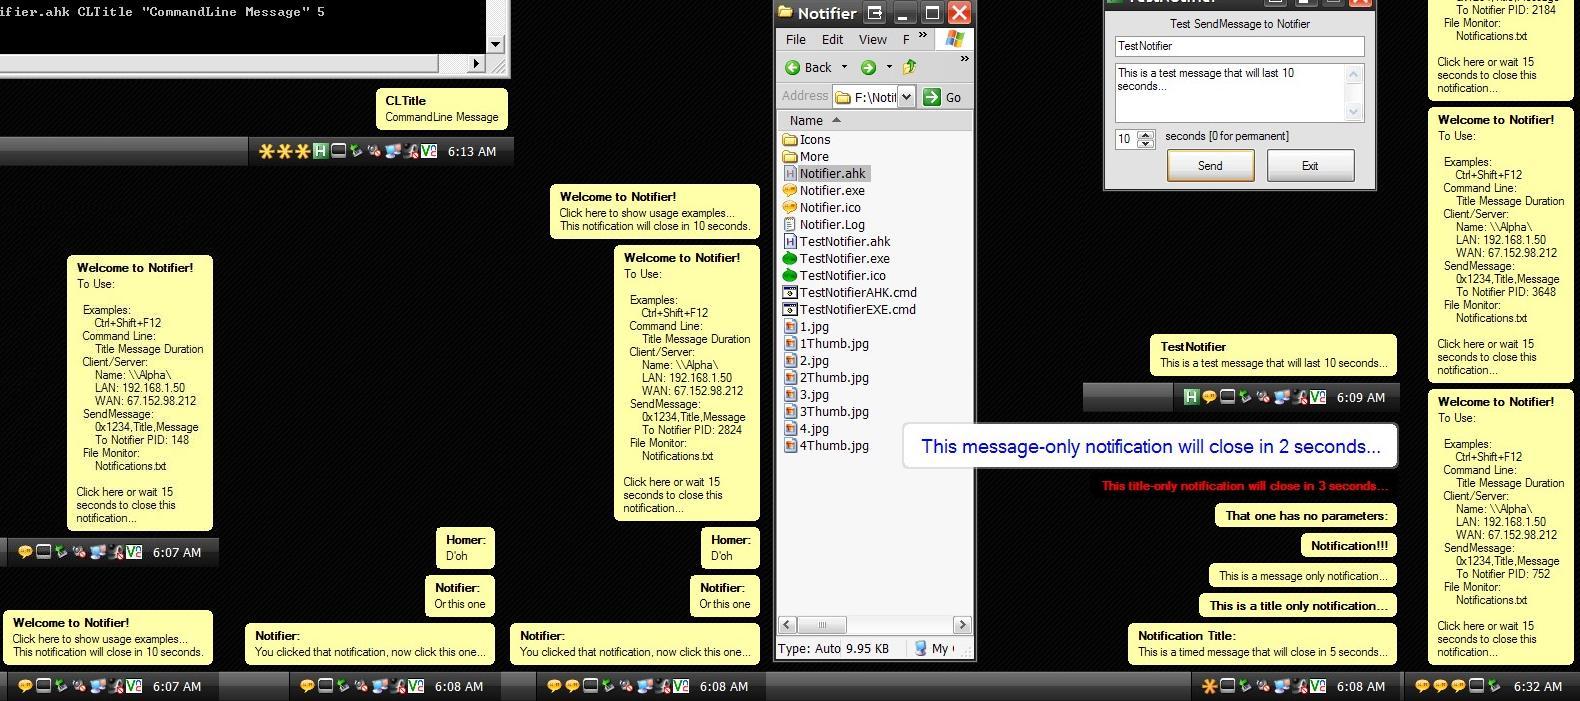 ifier.ahk CLTitle "CommandLine Message" 5
CLTitle
CommandLine Message
6:13 AM
Welcome to Notifier!
Click here to show usage examples...
This notification will close in 10 seconds.
Welcome to Notifier!
To Use:
Examples:
Ctrl+Shift+F12
Command Line:
Title Message Duration
Client/Server:
Name: \\Alpha\
LAN: 192.168.1.50
WAN: 67.152.98.212
SendMessage:
0x1234,Title,Message
To Notifier PID: 148
File Monitor:
Notifications.txt
Click here or wait 15
seconds to close this
notification...
6:07 AM
Welcome to Notifier!
Click here to show usage examples...
This notification will close in 10 seconds.
6:07 AM
Homer:
D'oh
Notifier:
Or this one
Notifier:
You clicked that notification, now click this one...
6:08 AM
Welcome to Notifier!
To Use:
Examples:
Ctrl+Shift+F12
Command Line:
Title Message Duration
Client/Server:
Name: \\Alpha\
LAN: 192.168.1.50
WAN: 67.152.98.212
SendMessage:
0x1234,Title,Message
To Notifier PID: 2824
File Monitor:
Notifications.txt
Click here or wait 15
seconds to close this
notification...
Homer:
D'oh
Notifier:
Or this one
Notifier:
You clicked that notification, now click this one...
6:08 AM
Notifier
File Edit View F »
Back »
Address F:\Notif Go
Name
Icons
More
Notifier.ahk
Notifier.exe
Notifier.ico
Notifier.Log
TestNotifier.ahk
TestNotifier.exe
TestNotifier.ico
TestNotifierAHK.cmd
TestNotifierEXE.cmd
1.jpg
1Thumb.jpg
2.jpg
2Thumb.jpg
3.jpg
3Thumb.jpg
4.jpg
4Thumb.jpg
Type: Auto 9.95 KB My
TestNotifier
Test SendMessage to Notifier
TestNotifier
This is a test message that will last 10
seconds...
10 seconds [0 for permanent]
Send Exit
TestNotifier
This is a test message that will last 10 seconds...
6:09 AM
This message-only notification will close in 2 seconds...
This title-only notification will close in 3 seconds...
That one has no parameters:
Notification!!!
This is a message only notification...
This is a title only notification...
Notification Title:
This is a timed message that will close in 5 seconds...
6:08 AM
To Notifier PID: 2184
File Monitor:
Notifications.txt
Click here or wait 15
seconds to close this
notification...
Welcome to Notifier!
To Use:
Examples:
Ctrl+Shift+F12
Command Line:
Title Message Duration
Client/Server:
Name: \\Alpha\
LAN: 192.168.1.50
WAN: 67.152.98.212
SendMessage:
0x1234,Title,Message
To Notifier PID: 3648
File Monitor:
Notifications.txt
Click here or wait 15
seconds to close this
notification...
Welcome to Notifier!
To Use:
Examples:
Ctrl+Shift+F12
Command Line:
Title Message Duration
Client/Server:
Name: \\Alpha\
LAN: 192.168.1.50
WAN: 67.152.98.212
SendMessage:
0x1234,Title,Message
To Notifier PID: 752
File Monitor:
Notifications.txt
Click here or wait 15
seconds to close this
notification...
6:32 AM